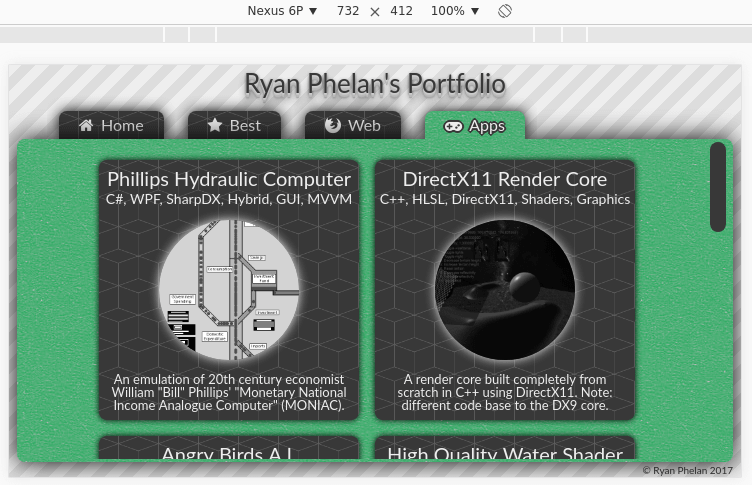 Nexus 6P ▼ 732 × 412 100% ▼
Ryan Phelan's Portfolio
Home Best Web Apps
Phillips Hydraulic Computer
C#, WPF, SharpDX, Hybrid, GUI, MVVM
An emulation of 20th century economist
William "Bill" Phillips' "Monetary National
Income Analogue Computer" (MONIAC).
DirectX11 Render Core
C++, HLSL, DirectX11, Shaders, Graphics
A render core built completely from
scratch in C++ using DirectX11. Note:
different code base to the DX9 core.
Angry Birds A.I.
High Quality Water Shader
© Ryan Phelan 2017